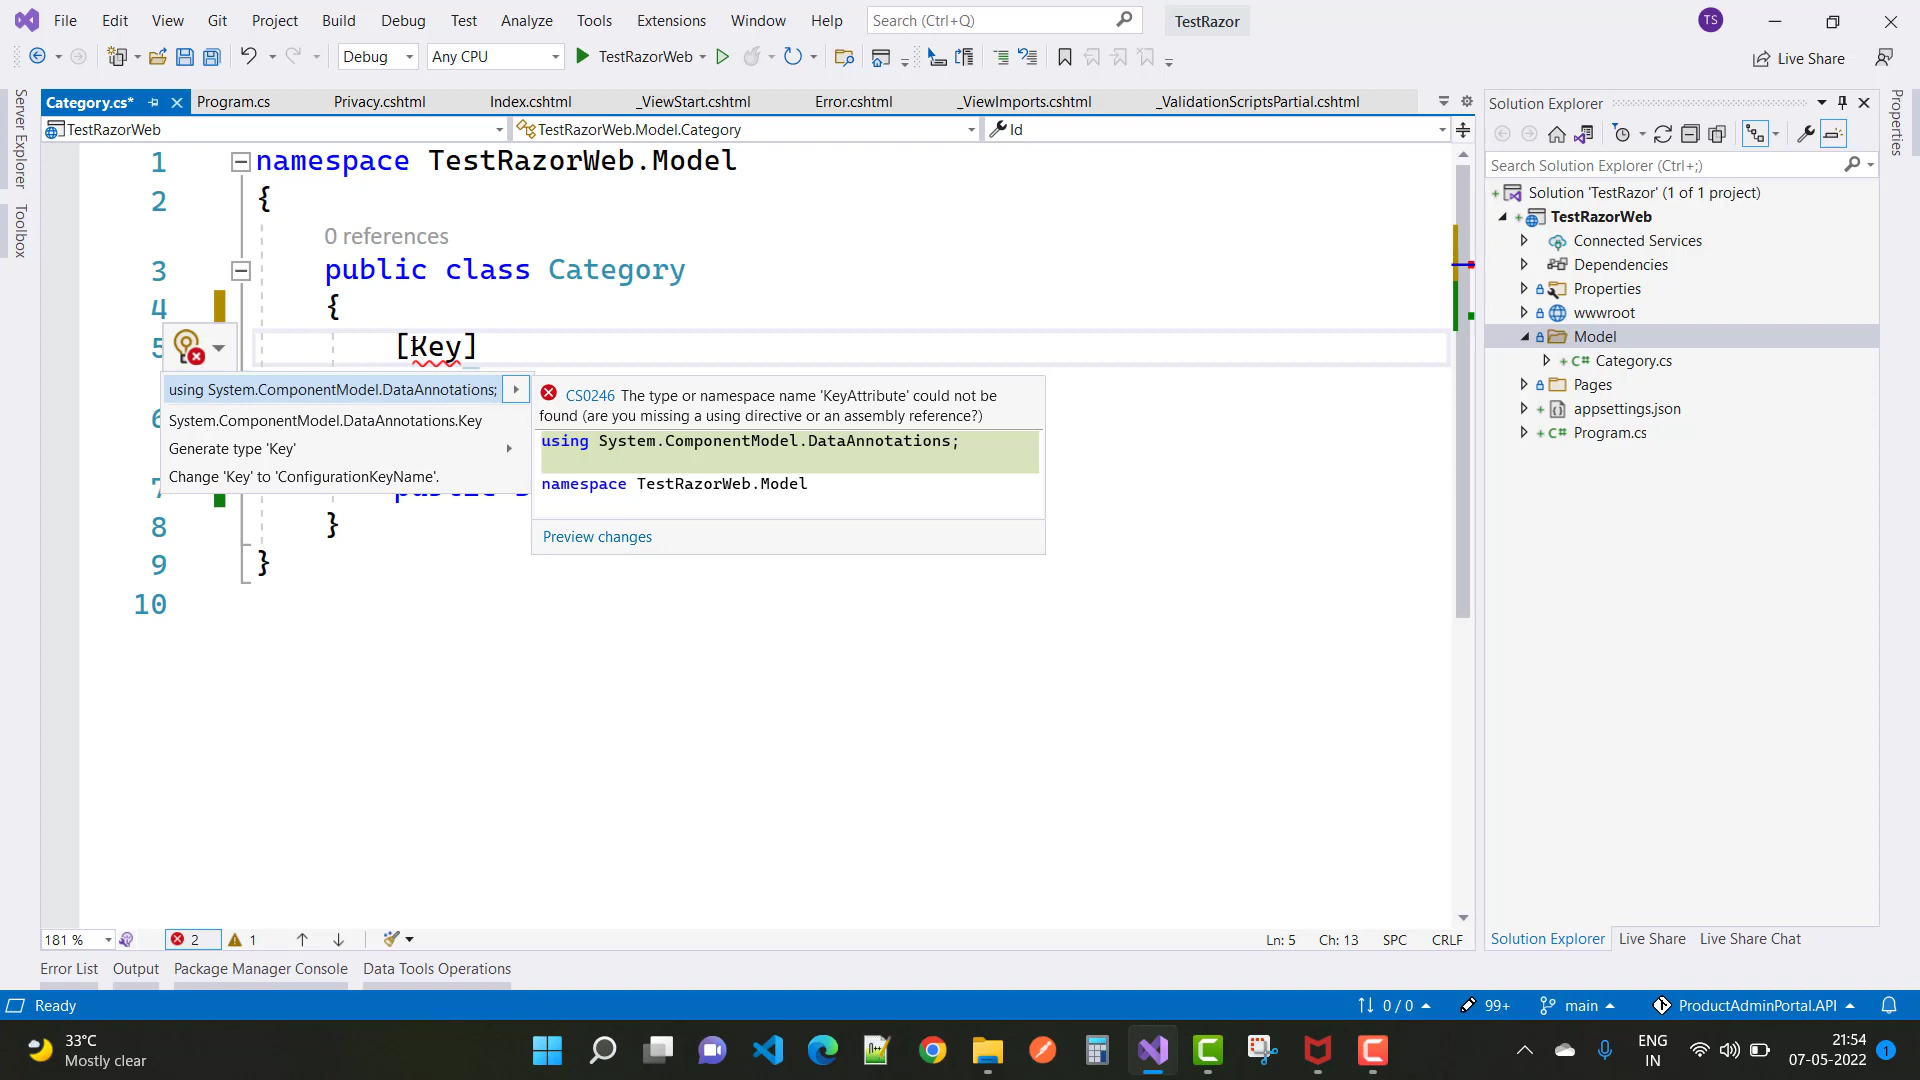 File Edit View Git Project Build Debug Test Analyze Tools Extensions Window Help Search (Ctrl+Q) TestRazor TS
Debug Any CPU TestRazorWeb Live Share
Server Explorer
Toolbox
Category.cs* Program.cs Privacy.cshtml Index.cshtml _ViewStart.cshtml Error.cshtml _ViewImports.cshtml _ValidationScriptsPartial.cshtml
TestRazorWeb TestRazorWeb.Model.Category Id
1 namespace TestRazorWeb.Model
2 {
0 references
3 public class Category
4 {
5 [Key]
using System.ComponentModel.DataAnnotations;
System.ComponentModel.DataAnnotations.Key
Generate type 'Key'
Change 'Key' to 'ConfigurationKeyName'.
CS0246 The type or namespace name 'KeyAttribute' could not be
found (are you missing a using directive or an assembly reference?)
using System.ComponentModel.DataAnnotations;
namespace TestRazorWeb.Model
Preview changes
8 }
9 }
10
181 % 2 1 Ln: 5 Ch: 13 SPC CRLF
Error List Output Package Manager Console Data Tools Operations
Solution Explorer
Search Solution Explorer (Ctrl+;)
Solution 'TestRazor' (1 of 1 project)
TestRazorWeb
Connected Services
Dependencies
Properties
wwwroot
Model
C# Category.cs
Pages
appsettings.json
C# Program.cs
Solution Explorer Live Share Live Share Chat
Properties
Ready 0 / 0 99+ main ProductAdminPortal.API
33°C
Mostly clear
ENG
IN
21:54
07-05-2022
1